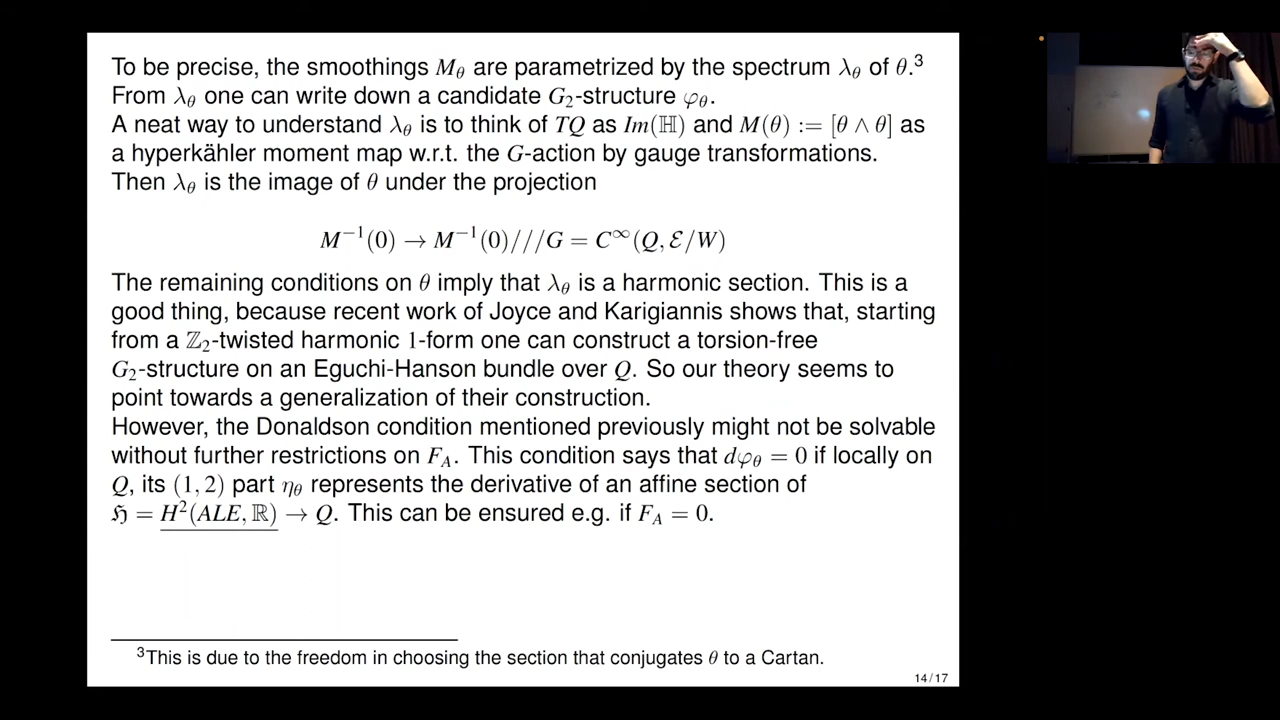 To be precise, the smoothings M_θ are parametrized by the spectrum λ_θ of θ.³
From λ_θ one can write down a candidate G₂-structure φ_θ.
A neat way to understand λ_θ is to think of TQ as Im(ℍ) and M(θ) := [θ ∧ θ] as
a hyperkähler moment map w.r.t. the G-action by gauge transformations.
Then λ_θ is the image of θ under the projection
M⁻¹(0) → M⁻¹(0)///G = C^∞(Q, ℰ/W)
The remaining conditions on θ imply that λ_θ is a harmonic section. This is a
good thing, because recent work of Joyce and Karigiannis shows that, starting
from a ℤ₂-twisted harmonic 1-form one can construct a torsion-free
G₂-structure on an Eguchi-Hanson bundle over Q. So our theory seems to
point towards a generalization of their construction.
However, the Donaldson condition mentioned previously might not be solvable
without further restrictions on F_A. This condition says that dφ_θ = 0 if locally on
Q, its (1, 2) part η_θ represents the derivative of an affine section of
ℌ = H²(ALE, ℝ) → Q. This can be ensured e.g. if F_A = 0.
³This is due to the freedom in choosing the section that conjugates θ to a Cartan.
14 / 17